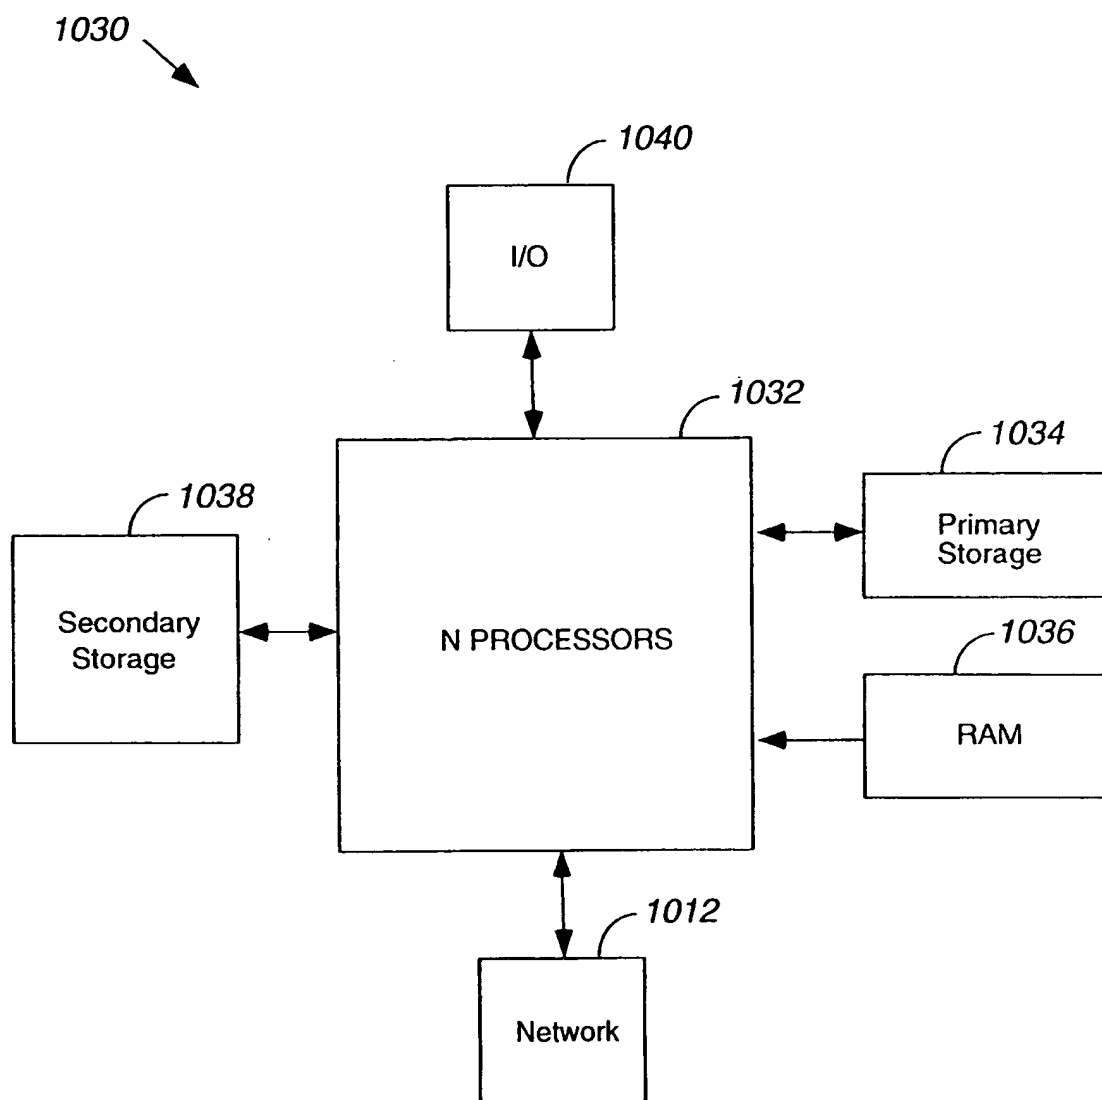 1030
1040
I/O
1032
1034
Primary
Storage
1038
Secondary
Storage
N PROCESSORS
1036
RAM
1012
Network